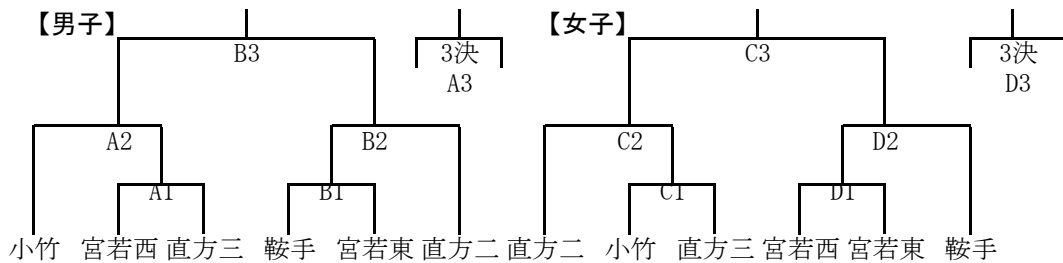 【男子】 【女子】
B3 3決 C3 3決
A3 D3
A2 B2 C2 D2
A1 B1 C1 D1
小竹 宮若西 直方三 鞍手 宮若東 直方二 直方二 小竹 直方三 宮若西 宮若東 鞍手